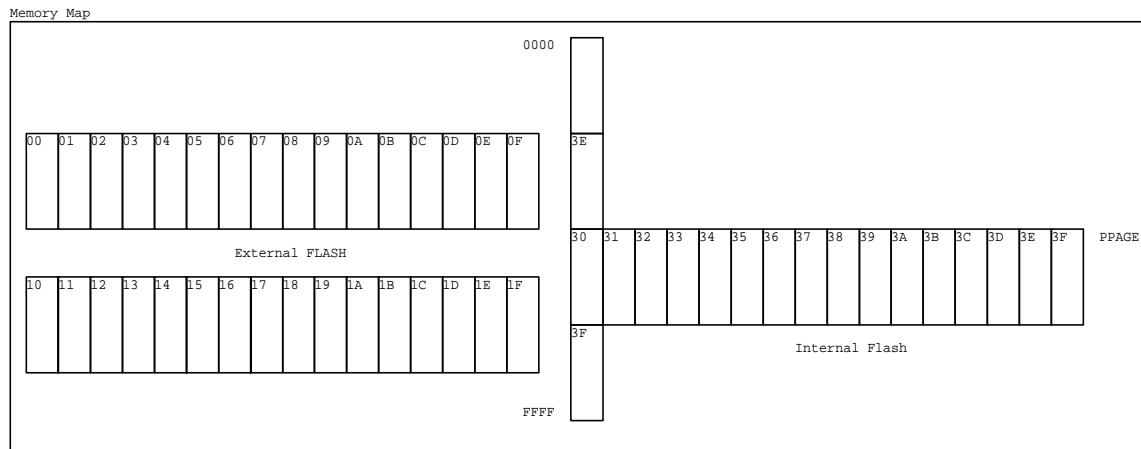 Memory Map
0000
00 01 02 03 04 05 06 07 08 09 0A 0B 0C 0D 0E 0F 3E
30 31 32 33 34 35 36 37 38 39 3A 3B 3C 3D 3E 3F PPAGE
External FLASH
10 11 12 13 14 15 16 17 18 19 1A 1B 1C 1D 1E 1F
3F
Internal Flash
FFFF